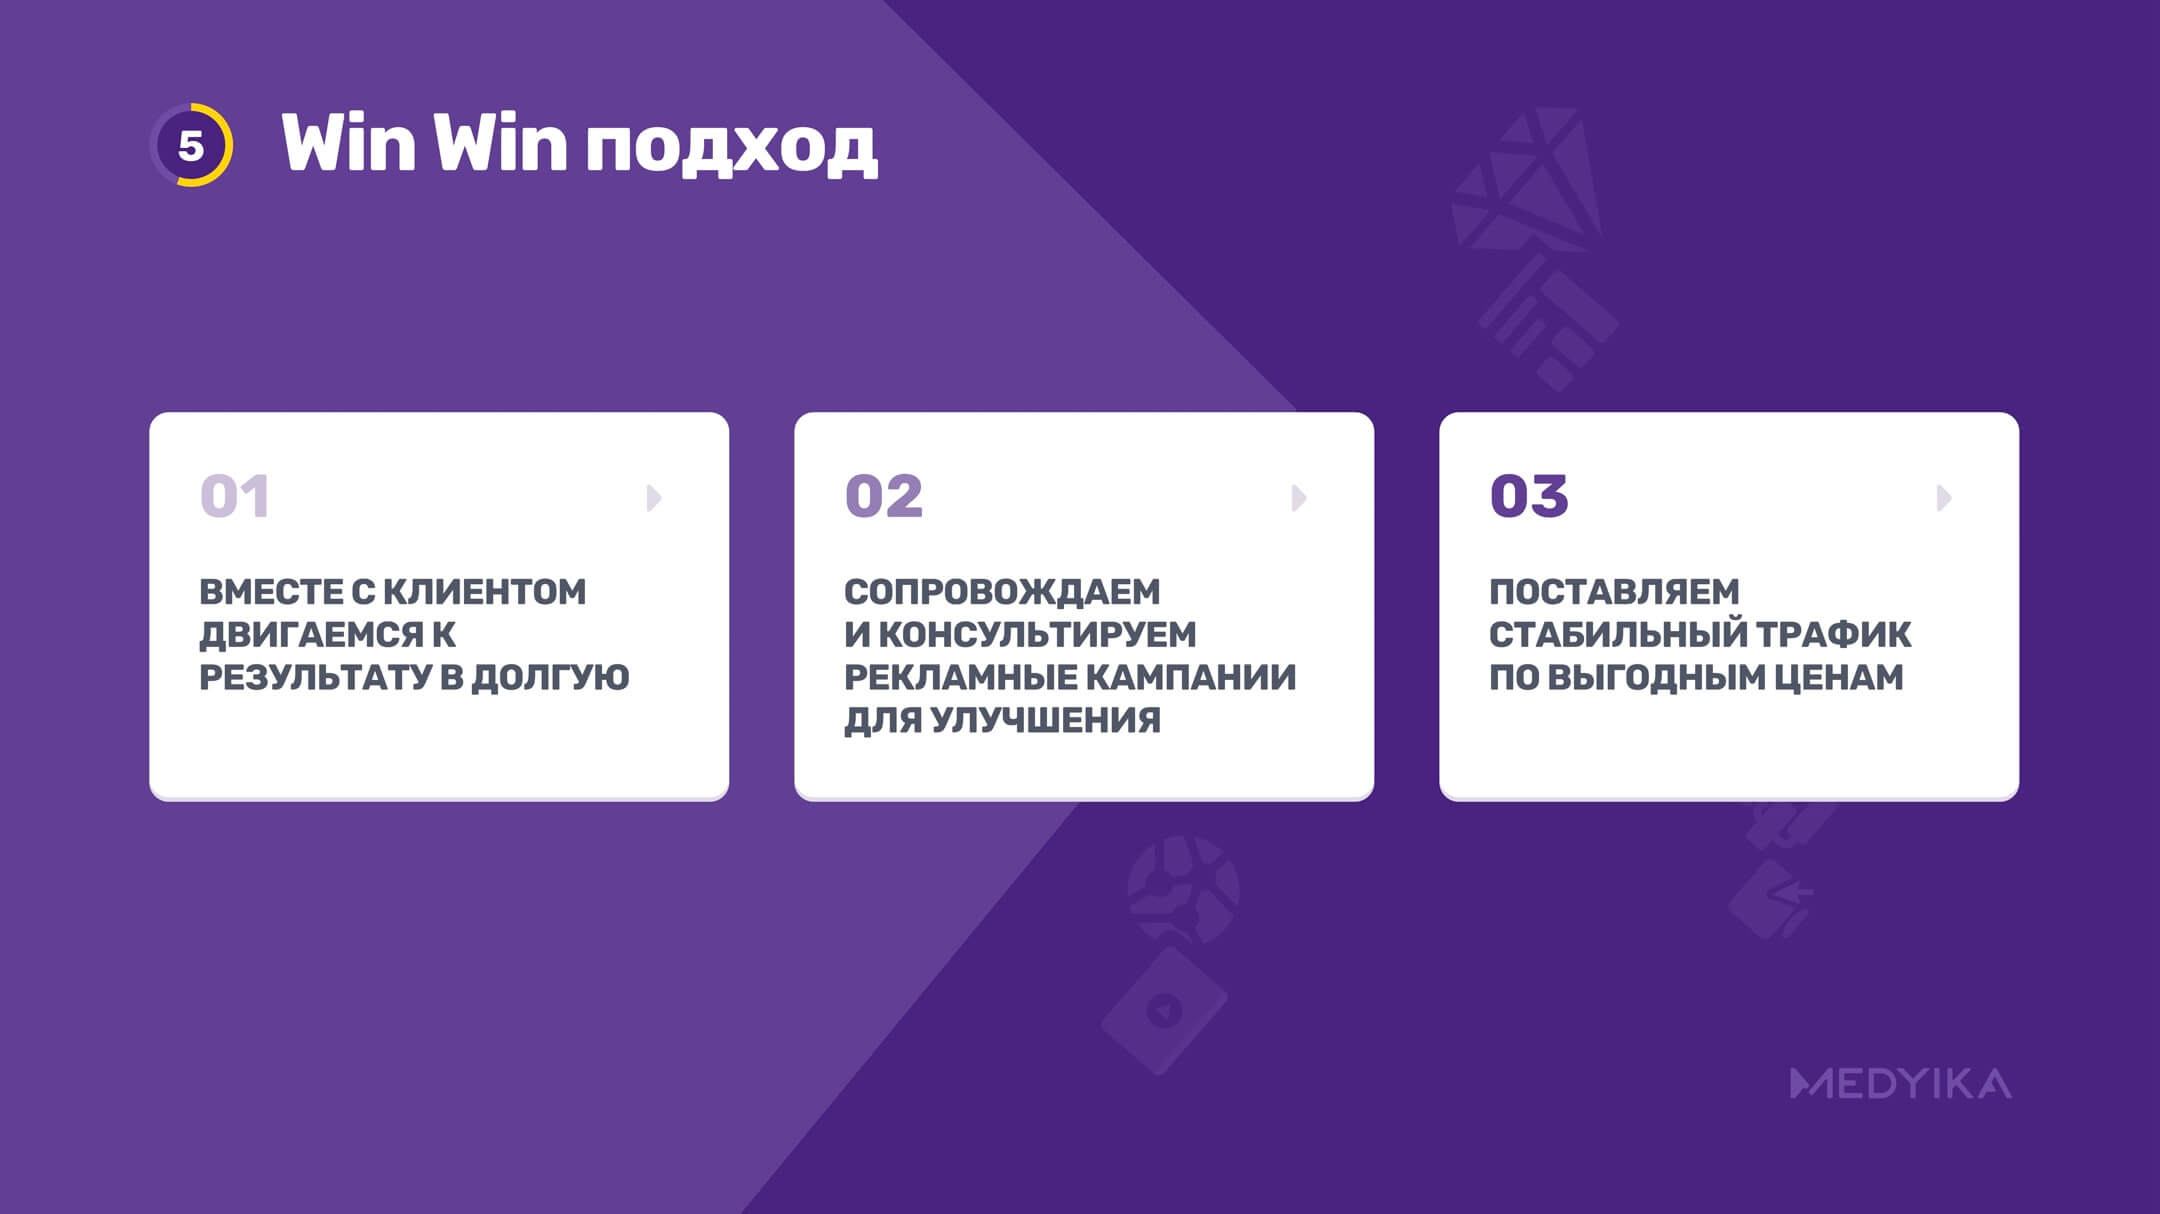 5
Win Win подход
01
ВМЕСТЕ С КЛИЕНТОМ
ДВИГАЕМСЯ К
РЕЗУЛЬТАТУ В ДОЛГУЮ
02
СОПРОВОЖДАЕМ
И КОНСУЛЬТИРУЕМ
РЕКЛАМНЫЕ КАМПАНИИ
ДЛЯ УЛУЧШЕНИЯ
03
ПОСТАВЛЯЕМ
СТАБИЛЬНЫЙ ТРАФИК
ПО ВЫГОДНЫМ ЦЕНАМ
MEDYIKA